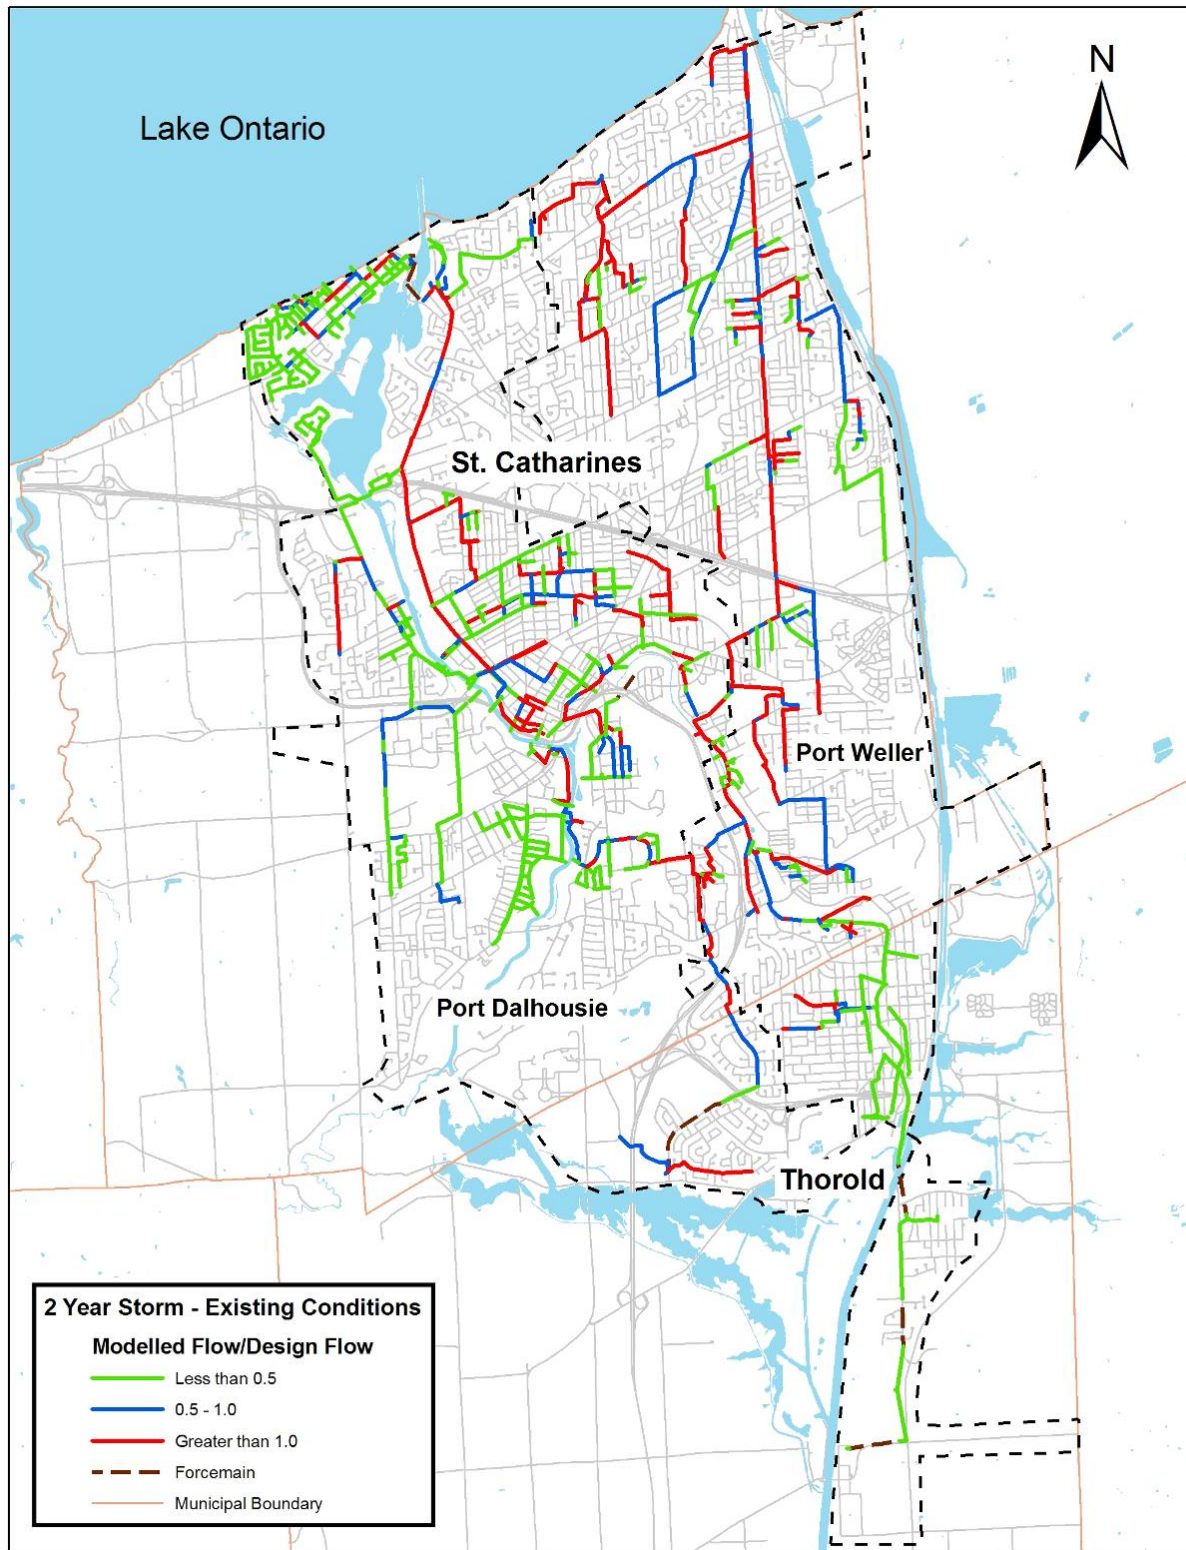 N
Lake Ontario
St. Catharines
Port Weller
Port Dalhousie
Thorold
2 Year Storm - Existing Conditions
Modelled Flow/Design Flow
Less than 0.5
0.5 - 1.0
Greater than 1.0
Forcemain
Municipal Boundary